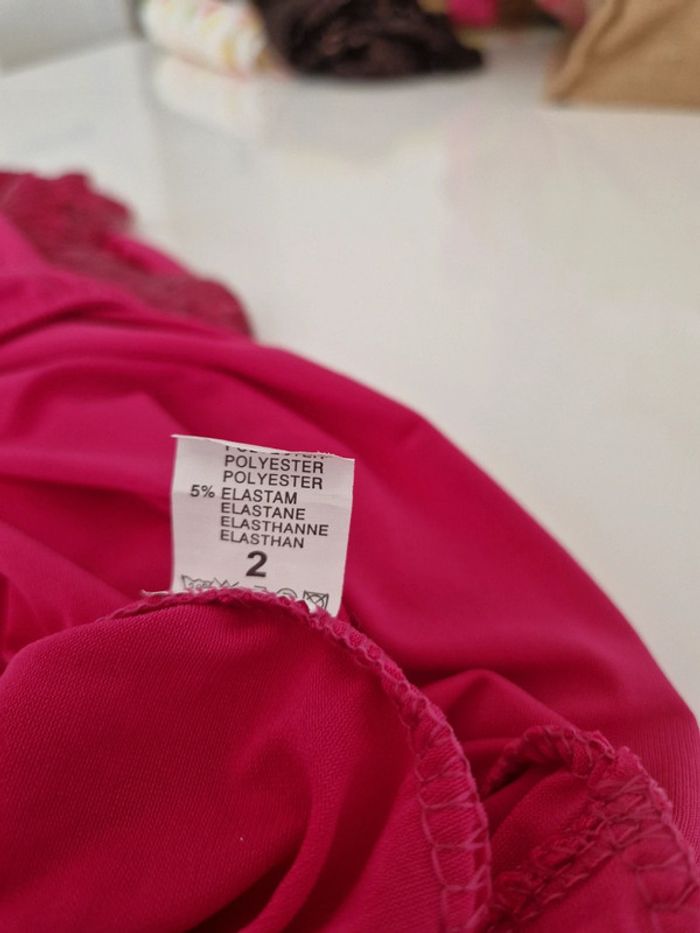 POLYESTER
POLYESTER
5% ELASTAM
ELASTANE
ELASTHANNE
ELASTHAN
2